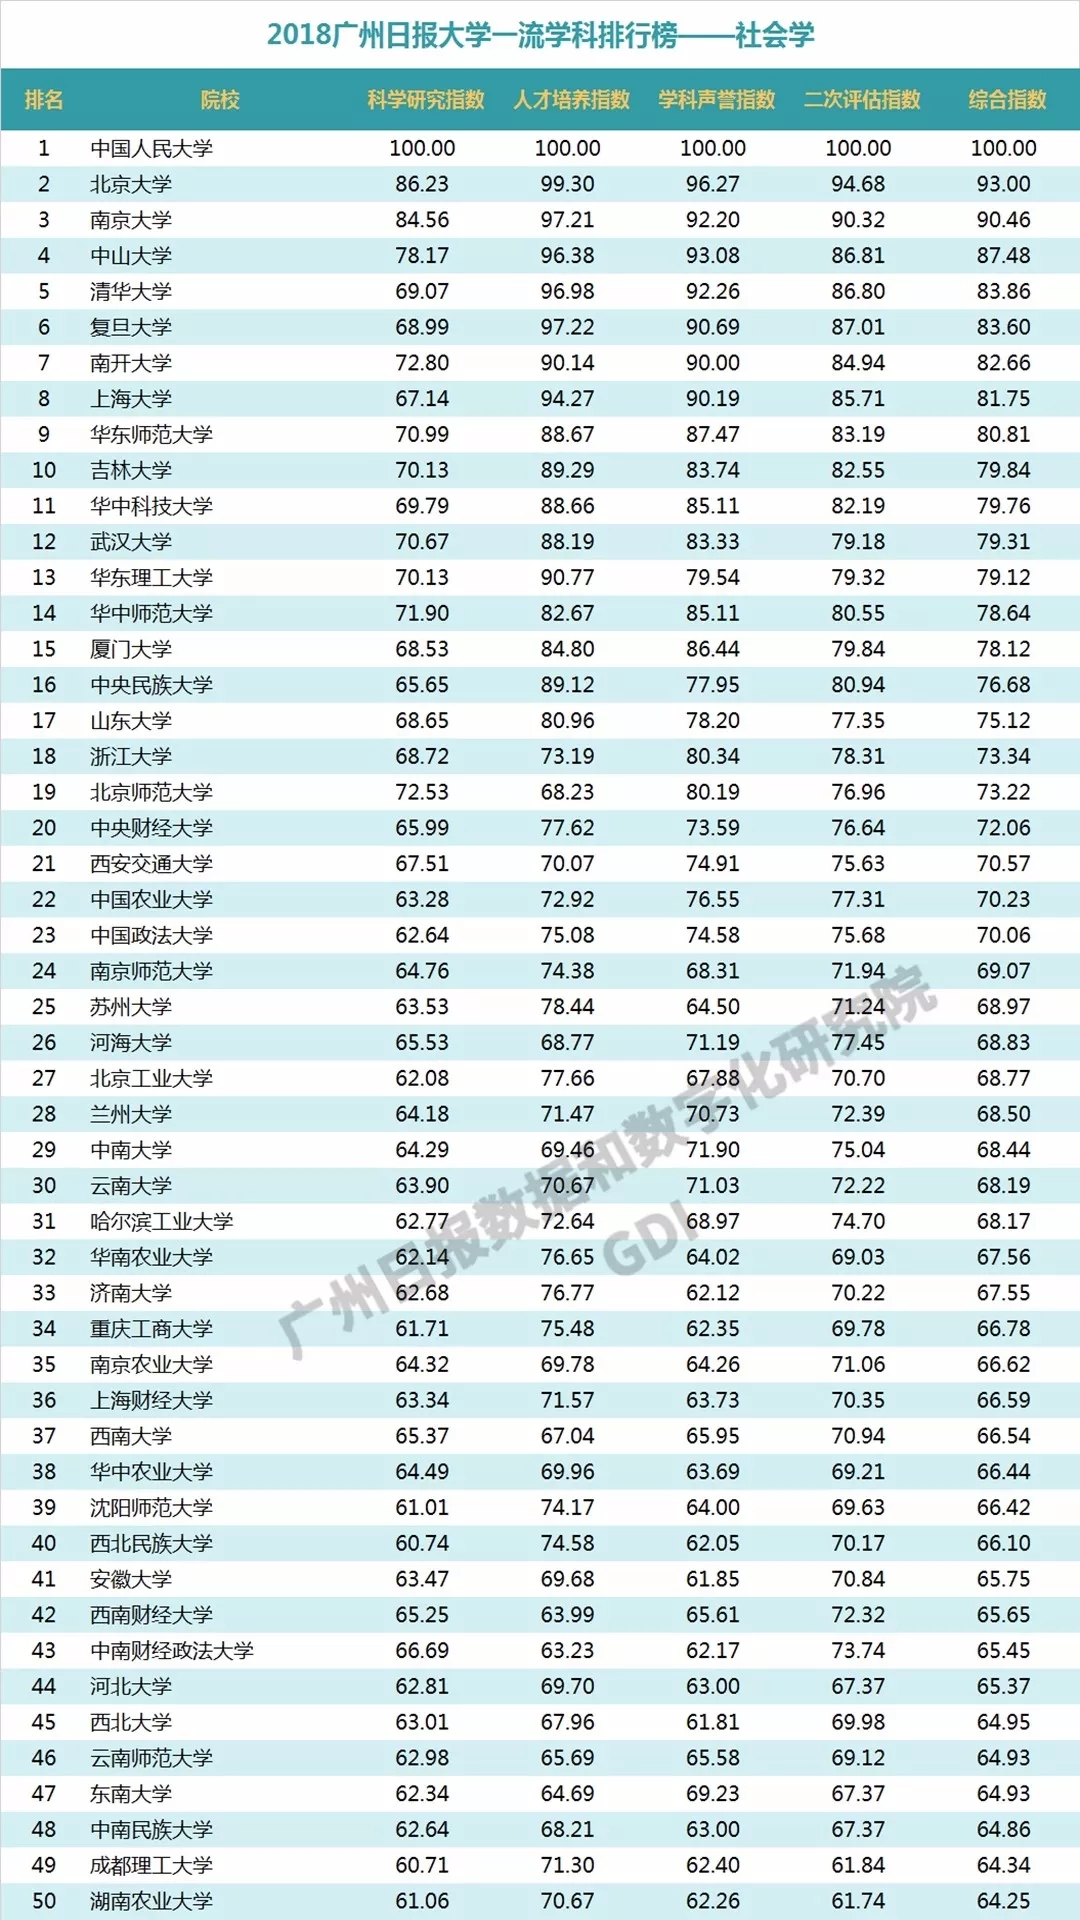 2018广州日报大学一流学科排行榜——社会学
排名 院校 科学研究指数 人才培养指数 学科声誉指数 二次评估指数 综合指数
1 中国人民大学 100.00 100.00 100.00 100.00 100.00
2 北京大学 86.23 99.30 96.27 94.68 93.00
3 南京大学 84.56 97.21 92.20 90.32 90.46
4 中山大学 78.17 96.38 93.08 86.81 87.48
5 清华大学 69.07 96.98 92.26 86.80 83.86
6 复旦大学 68.99 97.22 90.69 87.01 83.60
7 南开大学 72.80 90.14 90.00 84.94 82.66
8 上海大学 67.14 94.27 90.19 85.71 81.75
9 华东师范大学 70.99 88.67 87.47 83.19 80.81
10 吉林大学 70.13 89.29 83.74 82.55 79.84
11 华中科技大学 69.79 88.66 85.11 82.19 79.76
12 武汉大学 70.67 88.19 83.33 79.18 79.31
13 华东理工大学 70.13 90.77 79.54 79.32 79.12
14 华中师范大学 71.90 82.67 85.11 80.55 78.64
15 厦门大学 68.53 84.80 86.44 79.84 78.12
16 中央民族大学 65.65 89.12 77.95 80.94 76.68
17 山东大学 68.65 80.96 78.20 77.35 75.12
18 浙江大学 68.72 73.19 80.34 78.31 73.34
19 北京师范大学 72.53 68.23 80.19 76.96 73.22
20 中央财经大学 65.99 77.62 73.59 76.64 72.06
21 西安交通大学 67.51 70.07 74.91 75.63 70.57
22 中国农业大学 63.28 72.92 76.55 77.31 70.23
23 中国政法大学 62.64 75.08 74.58 75.68 70.06
24 南京师范大学 64.76 74.38 68.31 71.94 69.07
25 苏州大学 63.53 78.44 64.50 71.24 68.97
26 河海大学 65.53 68.77 71.19 77.45 68.83
27 北京工业大学 62.08 77.66 67.88 70.70 68.77
28 兰州大学 64.18 71.47 70.73 72.39 68.50
29 中南大学 64.29 69.46 71.90 75.04 68.44
30 云南大学 63.90 70.67 71.03 72.22 68.19
31 哈尔滨工业大学 62.77 72.64 68.97 74.70 68.17
32 华南农业大学 62.14 76.65 64.02 69.03 67.56
33 济南大学 62.68 76.77 62.12 70.22 67.55
34 重庆工商大学 61.71 75.48 62.35 69.78 66.78
35 南京农业大学 64.32 69.78 64.26 71.06 66.62
36 上海财经大学 63.34 71.57 63.73 70.35 66.59
37 西南大学 65.37 67.04 65.95 70.94 66.54
38 华中农业大学 64.49 69.96 63.69 69.21 66.44
39 沈阳师范大学 61.01 74.17 64.00 69.63 66.42
40 西北民族大学 60.74 74.58 62.05 70.17 66.10
41 安徽大学 63.47 69.68 61.85 70.84 65.75
42 西南财经大学 65.25 63.99 65.61 72.32 65.65
43 中南财经政法大学 66.69 63.23 62.17 73.74 65.45
44 河北大学 62.81 69.70 63.00 67.37 65.37
45 西北大学 63.01 67.96 61.81 69.98 64.95
46 云南师范大学 62.98 65.69 65.58 69.12 64.93
47 东南大学 62.34 64.69 69.23 67.37 64.93
48 中南民族大学 62.64 68.21 63.00 67.37 64.86
49 成都理工大学 60.71 71.30 62.40 61.84 64.34
50 湖南农业大学 61.06 70.67 62.26 61.74 64.25
广州日报数据和数字化研究院
GDI